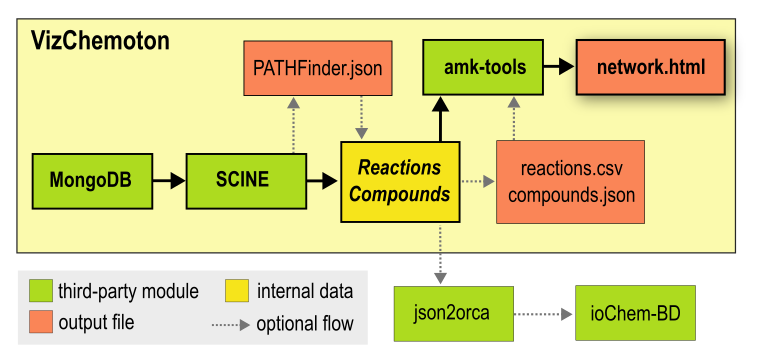 VizChemoton
PATHFinder.json
amk-tools
network.html
MongoDB
SCINE
Reactions
Compounds
reactions.csv
compounds.json
third-party module
internal data
output file
optional flow
json2orca
ioChem-BD